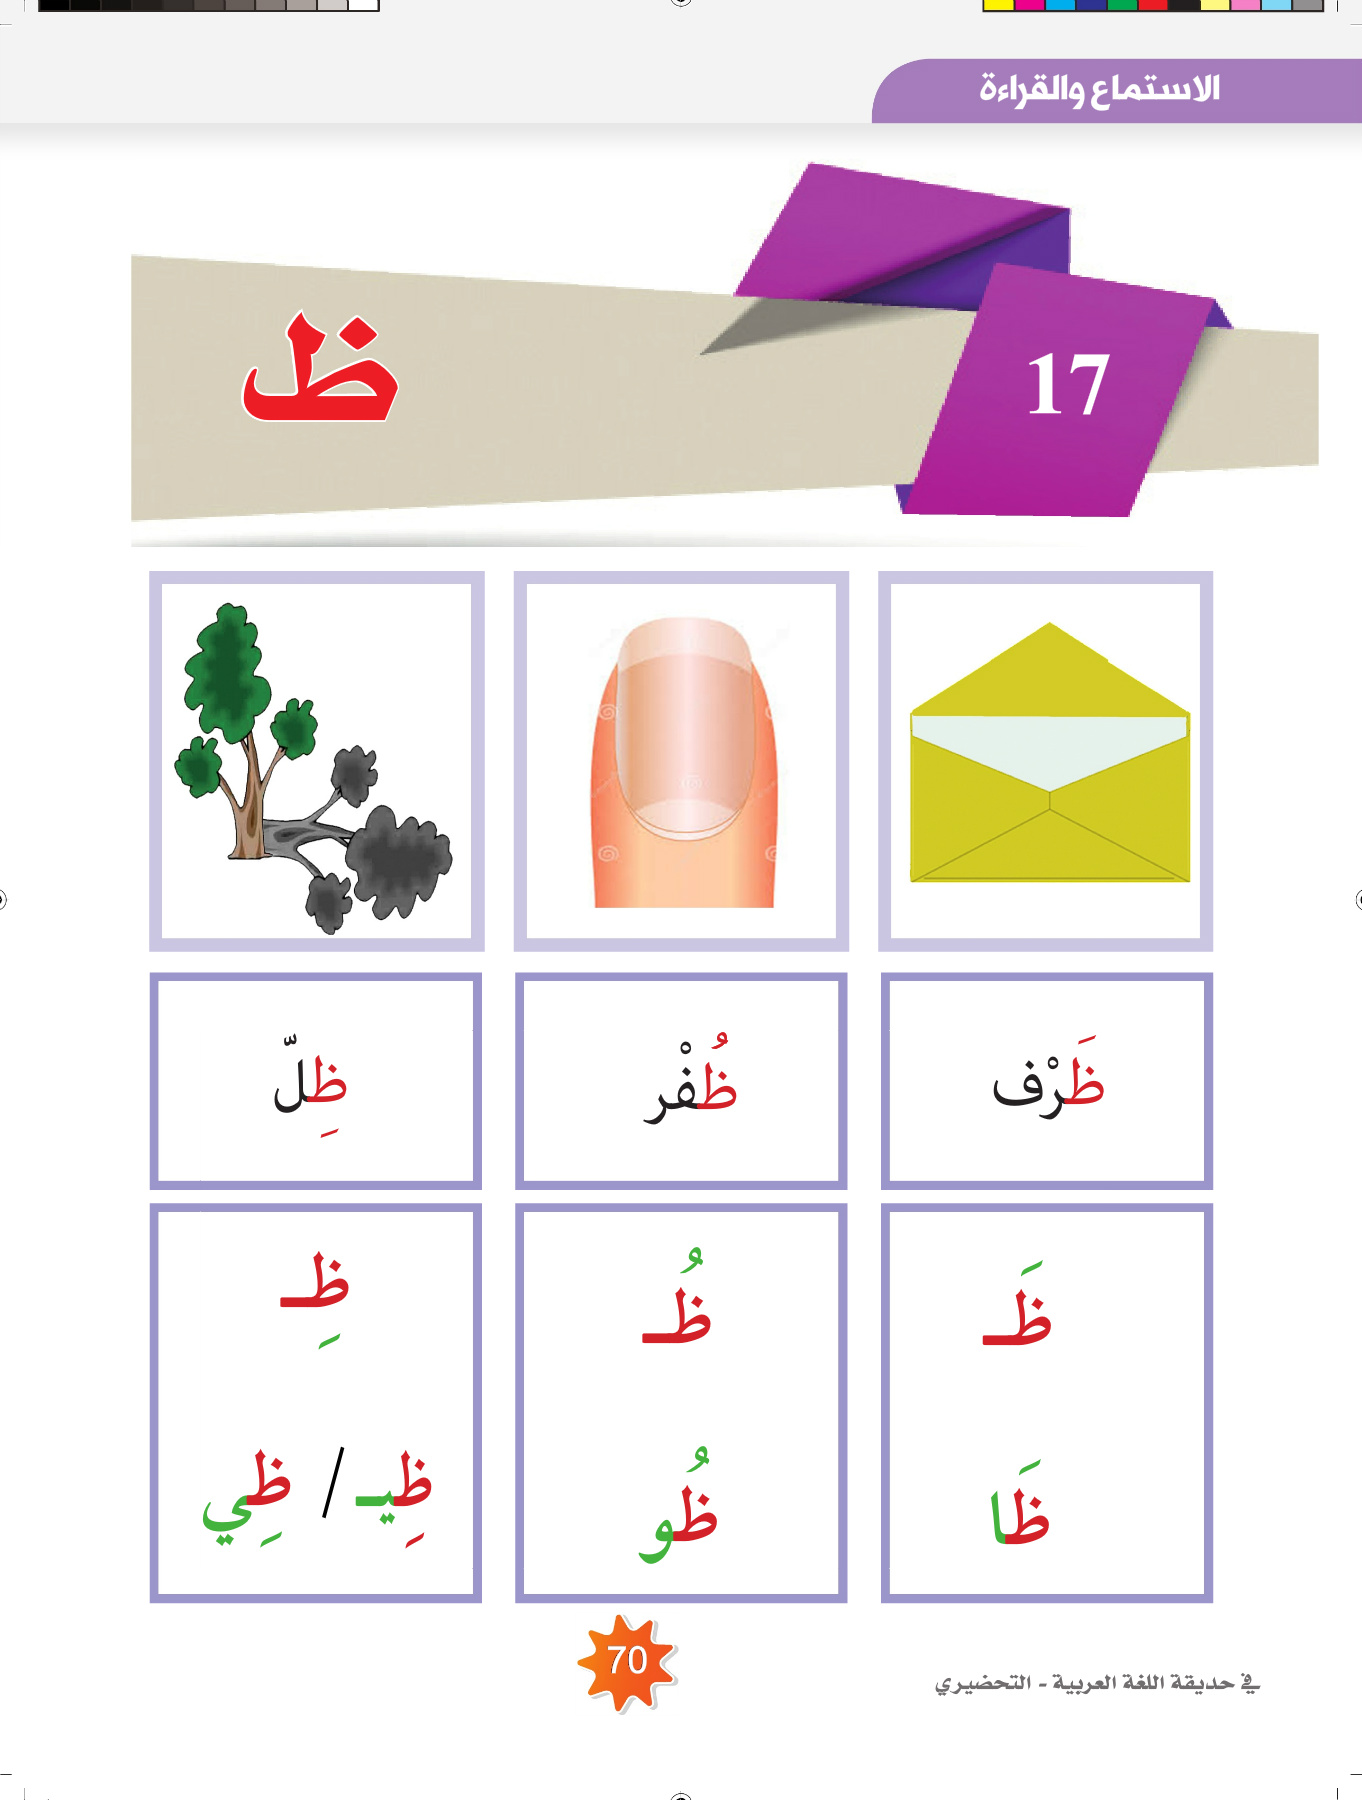 الاستماع والقراءة
17
ظ
ظَرْف
ظُفْر
ظِلّ
ظَـ
ظُـ
ظِـ
ظَا
ظُو
ظِيـ / ظِي
70
في حديقة اللغة العربية - التحضيري